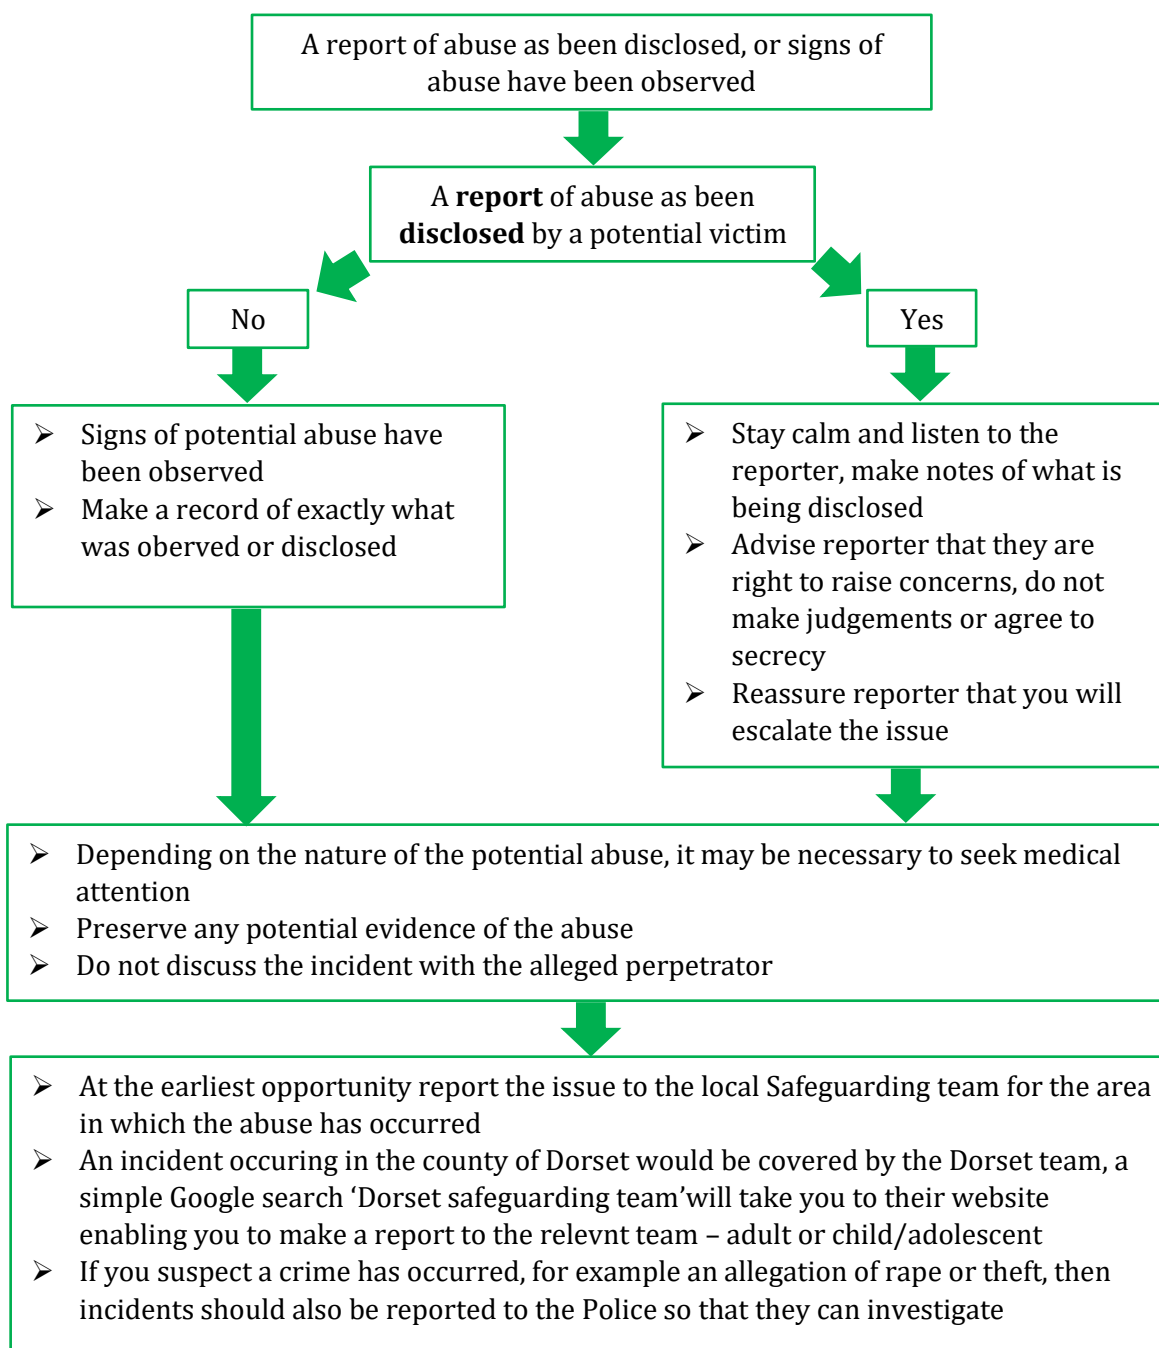 A report of abuse as been disclosed, or signs of
abuse have been observed
A report of abuse as been
disclosed by a potential victim
No
Yes
➢ Signs of potential abuse have
been observed
➢ Make a record of exactly what
was oberved or disclosed
➢ Stay calm and listen to the
reporter, make notes of what is
being disclosed
➢ Advise reporter that they are
right to raise concerns, do not
make judgements or agree to
secrecy
➢ Reassure reporter that you will
escalate the issue
➢ Depending on the nature of the potential abuse, it may be necessary to seek medical
attention
➢ Preserve any potential evidence of the abuse
➢ Do not discuss the incident with the alleged perpetrator
➢ At the earliest opportunity report the issue to the local Safeguarding team for the area
in which the abuse has occurred
➢ An incident occuring in the county of Dorset would be covered by the Dorset team, a
simple Google search ‘Dorset safeguarding team’will take you to their website
enabling you to make a report to the relevnt team – adult or child/adolescent
➢ If you suspect a crime has occurred, for example an allegation of rape or theft, then
incidents should also be reported to the Police so that they can investigate